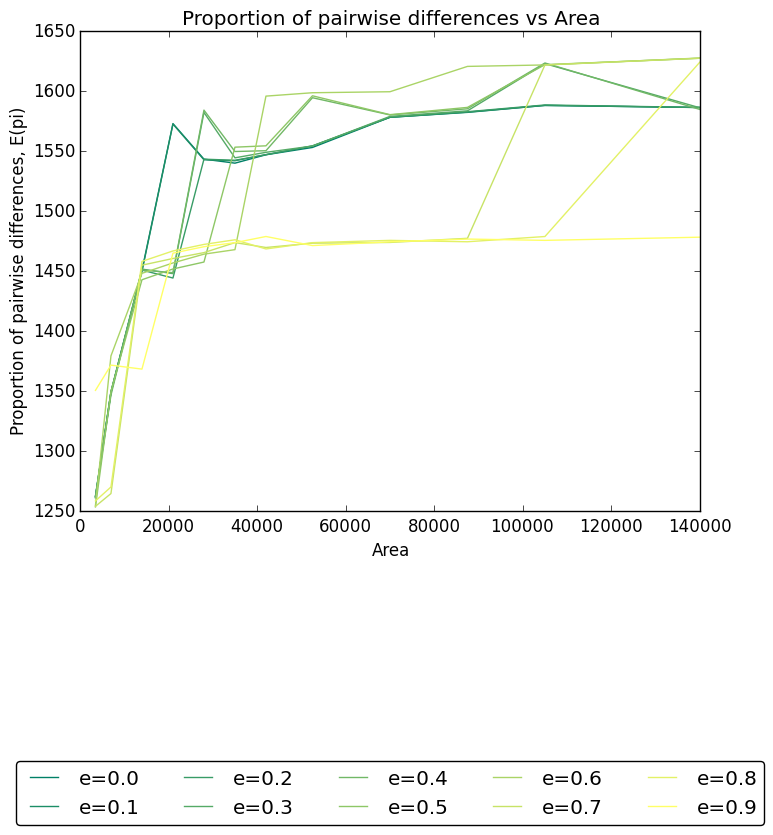 Proportion of pairwise differences vs Area
1650
1600
1550
1500
1450
1400
1350
1300
1250
Proportion of pairwise differences, E(pi)
0 20000 40000 60000 80000 100000 120000 140000
Area
e=0.0 e=0.2 e=0.4 e=0.6 e=0.8
e=0.1 e=0.3 e=0.5 e=0.7 e=0.9